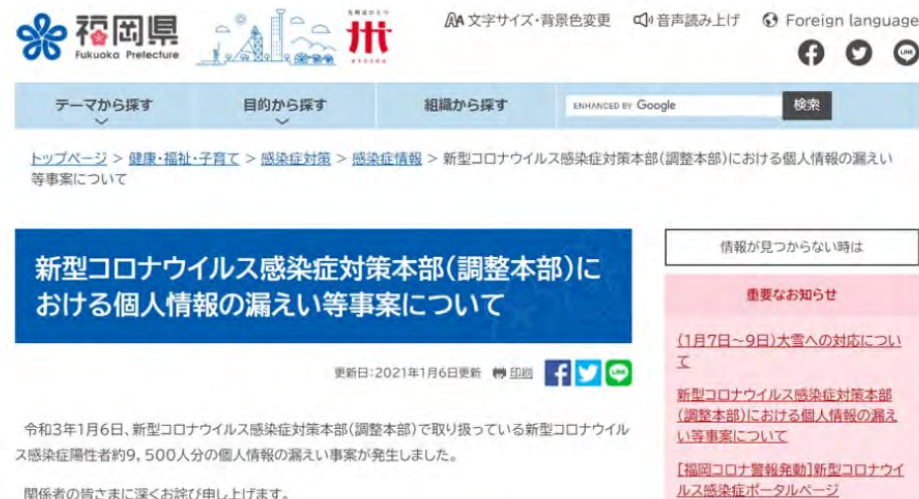 福岡県
Fukuoka Prefecture
九州はひとつ
州
文字サイズ・背景色変更 音声読み上げ Foreign language
テーマから探す 目的から探す 組織から探す ENHANCED BY Google 検索
トップページ > 健康・福祉・子育て > 感染症対策 > 感染症情報 > 新型コロナウイルス感染症対策本部(調整本部)における個人情報の漏えい
等事案について
新型コロナウイルス感染症対策本部(調整本部)に
おける個人情報の漏えい等事案について
更新日:2021年1月6日更新 印刷
令和3年1月6日、新型コロナウイルス感染症対策本部(調整本部)で取り扱っている新型コロナウイル
ス感染症陽性者約9,500人分の個人情報の漏えい事案が発生しました。
関係者の皆さまに深くお詫び申し上げます。
情報が見つからない時は
重要なお知らせ
(1月7日~9日)大雪への対応につい
て
新型コロナウイルス感染症対策本部
(調整本部)における個人情報の漏え
い等事案について
[福岡コロナ警報発動]新型コロナウイ
ルス感染症ポータルページ